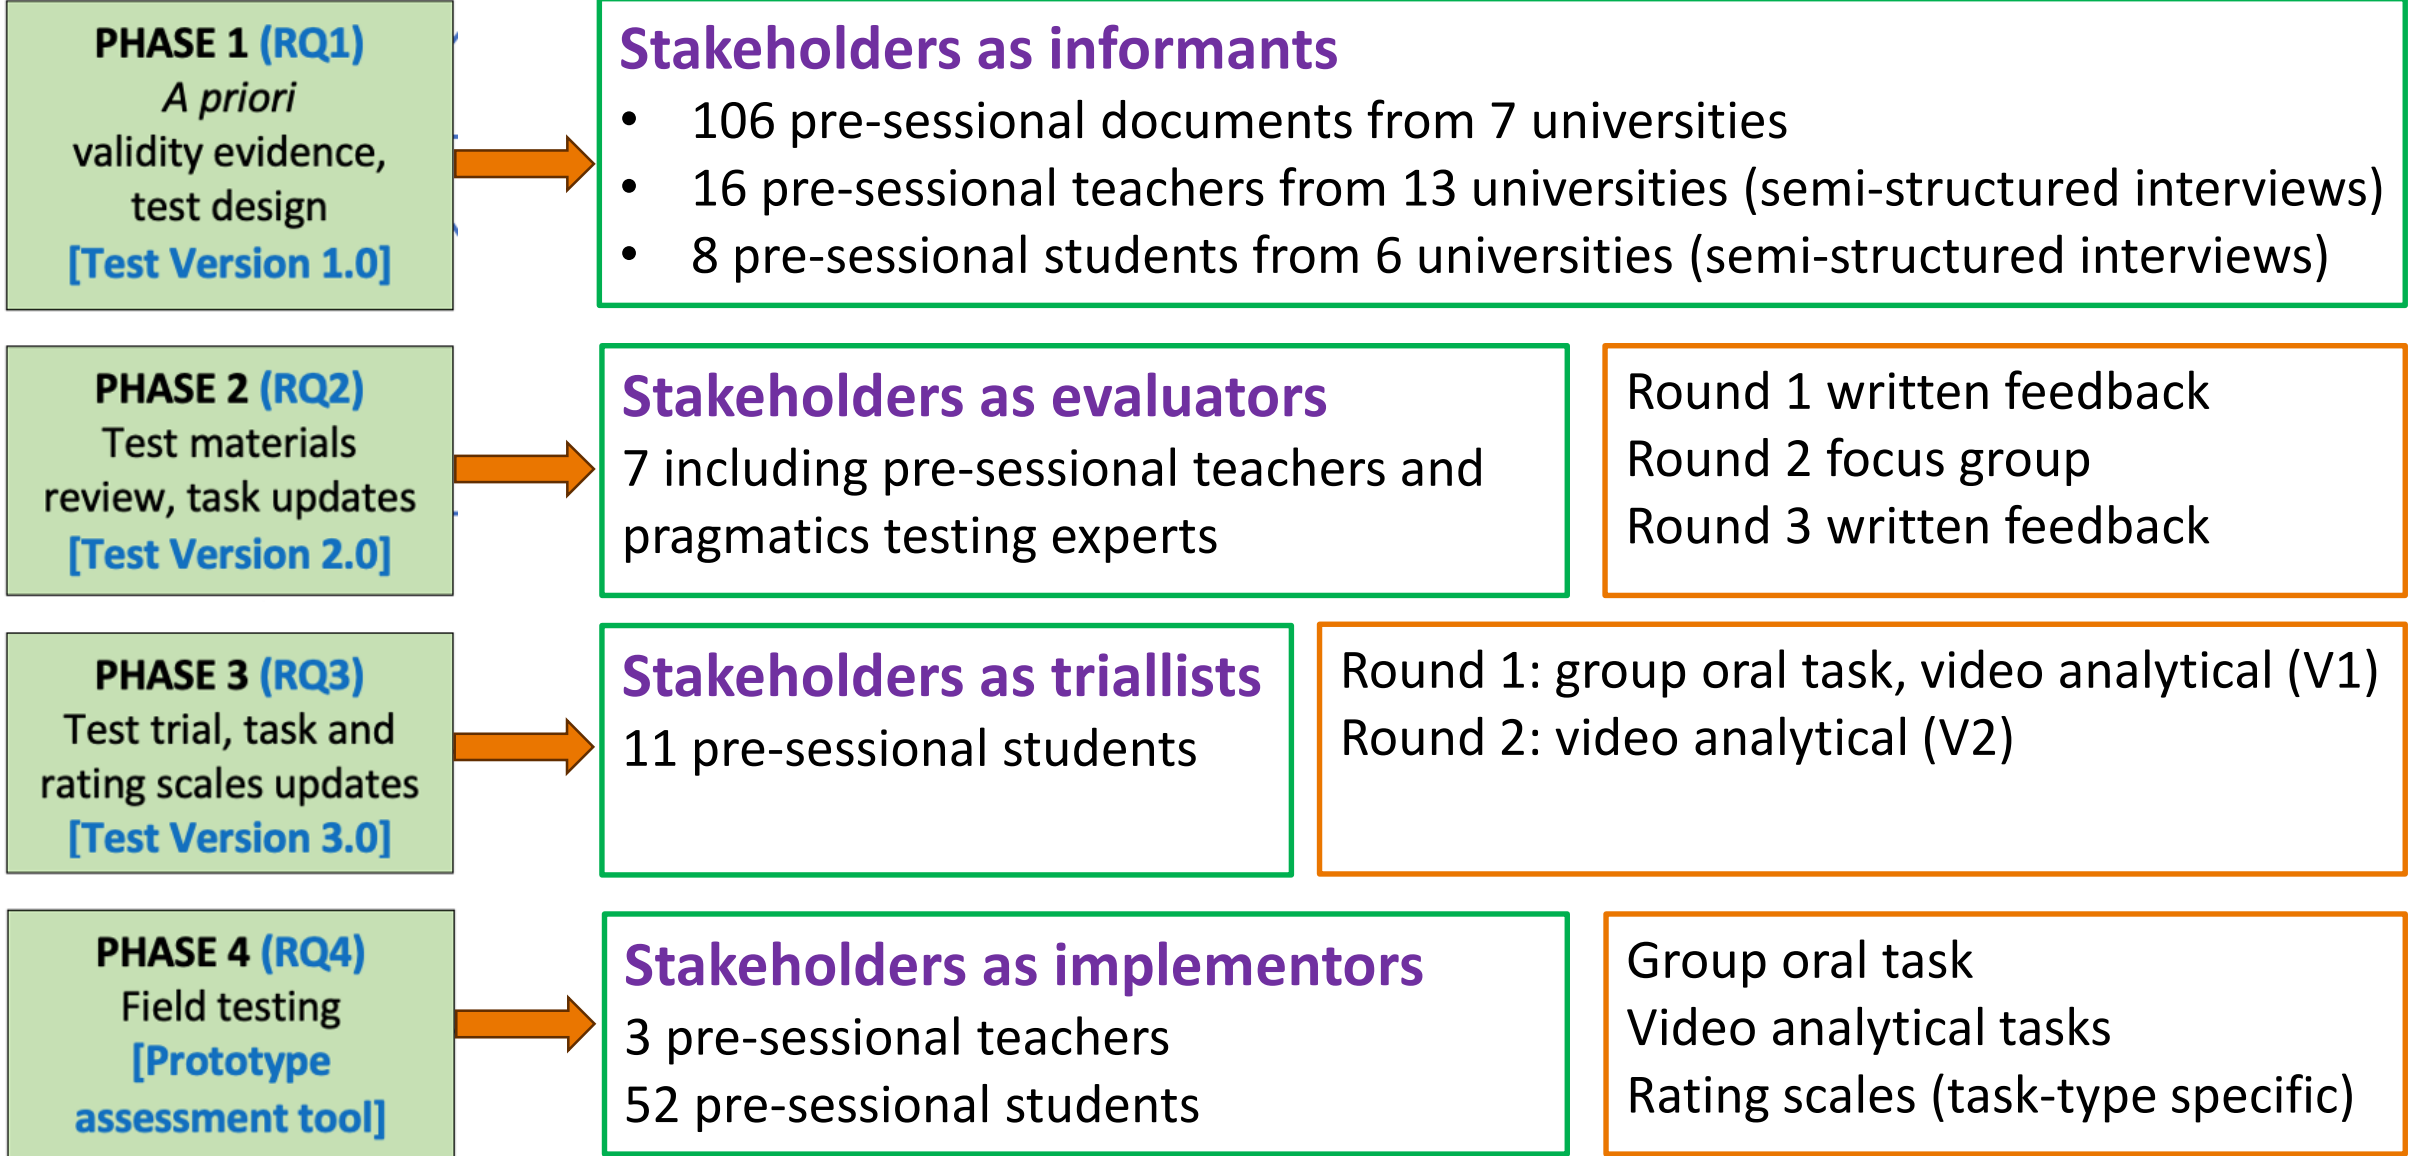 PHASE 1 (RQ1)
A priori
validity evidence,
test design
[Test Version 1.0]
Stakeholders as informants
• 106 pre-sessional documents from 7 universities
• 16 pre-sessional teachers from 13 universities (semi-structured interviews)
• 8 pre-sessional students from 6 universities (semi-structured interviews)
PHASE 2 (RQ2)
Test materials
review, task updates
[Test Version 2.0]
Stakeholders as evaluators
7 including pre-sessional teachers and
pragmatics testing experts
Round 1 written feedback
Round 2 focus group
Round 3 written feedback
PHASE 3 (RQ3)
Test trial, task and
rating scales updates
[Test Version 3.0]
Stakeholders as triallists
11 pre-sessional students
Round 1: group oral task, video analytical (V1)
Round 2: video analytical (V2)
PHASE 4 (RQ4)
Field testing
[Prototype
assessment tool]
Stakeholders as implementors
3 pre-sessional teachers
52 pre-sessional students
Group oral task
Video analytical tasks
Rating scales (task-type specific)